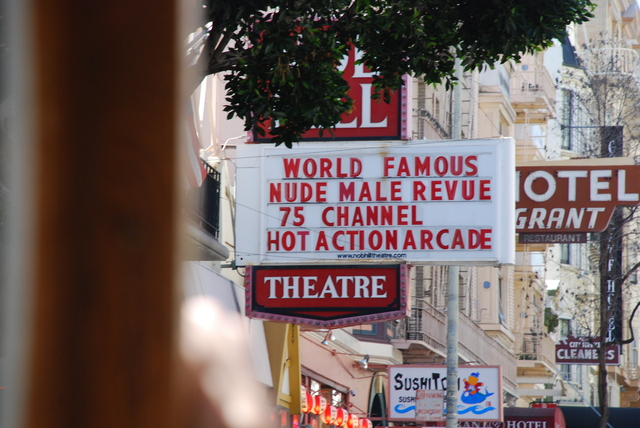 WORLD FAMOUS
NUDE MALE REVUE
75 CHANNEL
HOT ACTION ARCADE
www.nobhilltheatre.com
THEATRE
OTEL
GRANT
RESTAURANT
CLEANERS
SUSHI
HOTEL